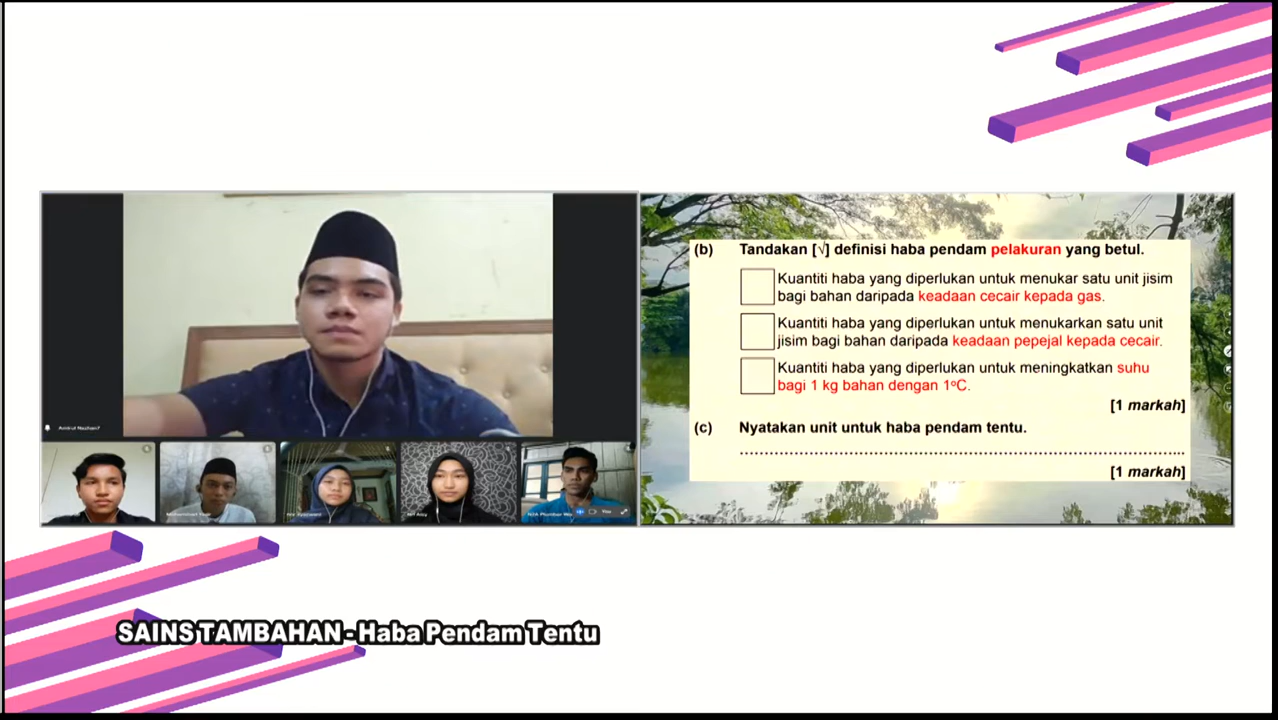 (b) Tandakan [√] definisi haba pendam pelakuran yang betul.
Kuantiti haba yang diperlukan untuk menukar satu unit jisim
bagi bahan daripada keadaan cecair kepada gas.
Kuantiti haba yang diperlukan untuk menukarkan satu unit
jisim bagi bahan daripada keadaan pepejal kepada cecair.
Kuantiti haba yang diperlukan untuk meningkatkan suhu
bagi 1 kg bahan dengan 1°C.
[1 markah]
(c) Nyatakan unit untuk haba pendam tentu.
[1 markah]
SAINS TAMBAHAN - Haba Pendam Tentu